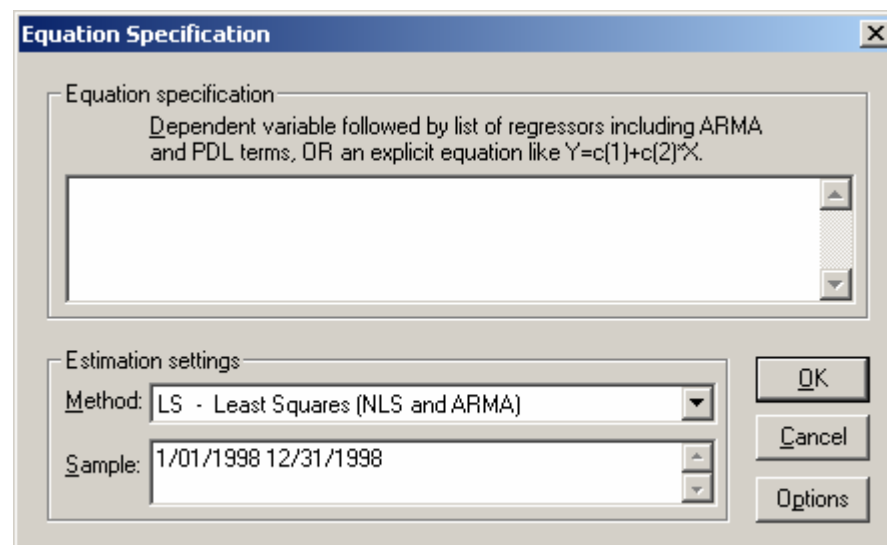 Equation Specification
Equation specification
Dependent variable followed by list of regressors including ARMA
and PDL terms, OR an explicit equation like Y=c(1)+c(2)*X.
Estimation settings
Method: LS - Least Squares (NLS and ARMA)
Sample: 1/01/1998 12/31/1998
OK
Cancel
Options